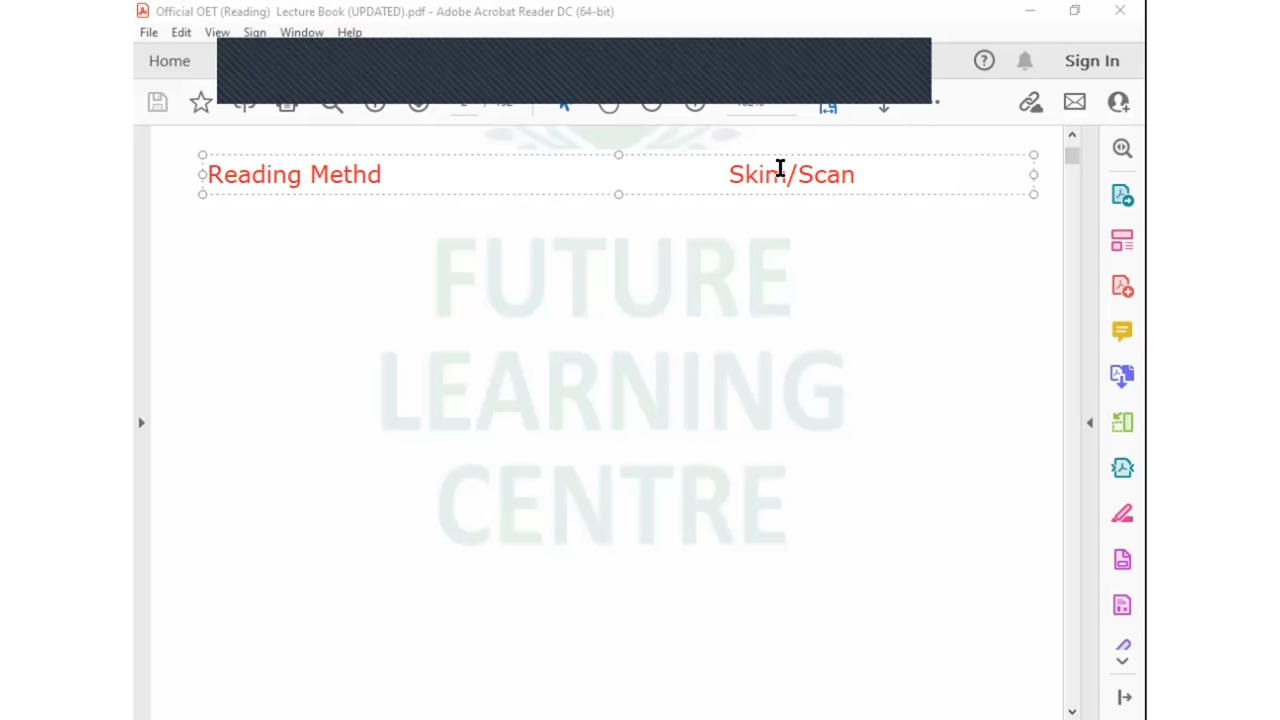 Official OET (Reading) Lecture Book (UPDATED).pdf - Adobe Acrobat Reader DC (64-bit)
File Edit View Sign Window Help
Home Sign In
Reading Methd Skim/Scan
FUTURE
LEARNING
CENTRE